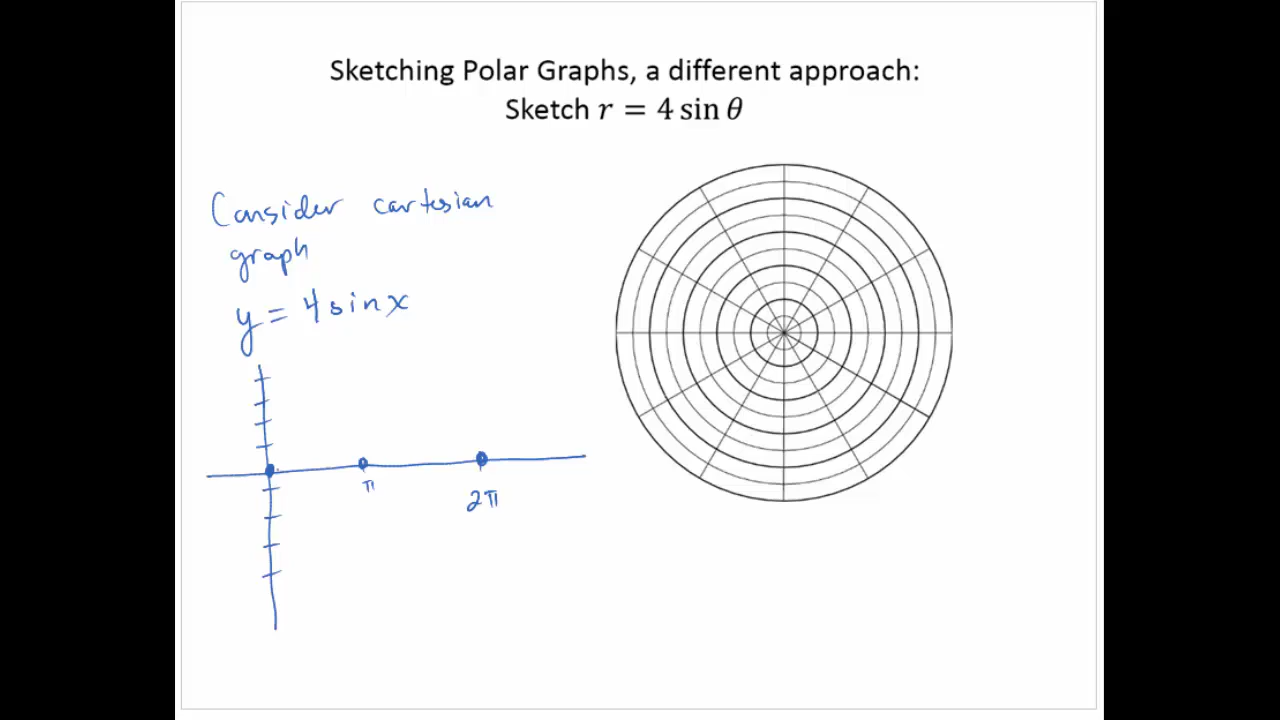 Sketching Polar Graphs, a different approach:
Sketch r = 4 sin θ
Consider cartesian
graph
y = 4 sin x
π
2π